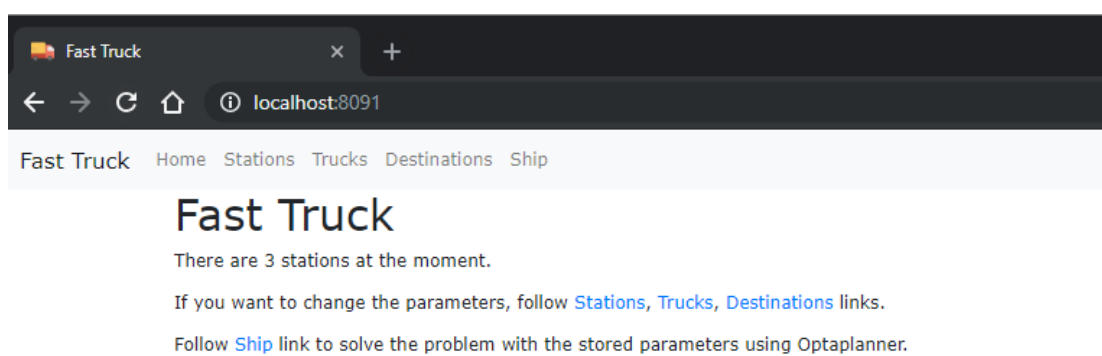 Fast Truck
localhost:8091
Fast Truck Home Stations Trucks Destinations Ship
Fast Truck
There are 3 stations at the moment.
If you want to change the parameters, follow Stations, Trucks, Destinations links.
Follow Ship link to solve the problem with the stored parameters using Optaplanner.